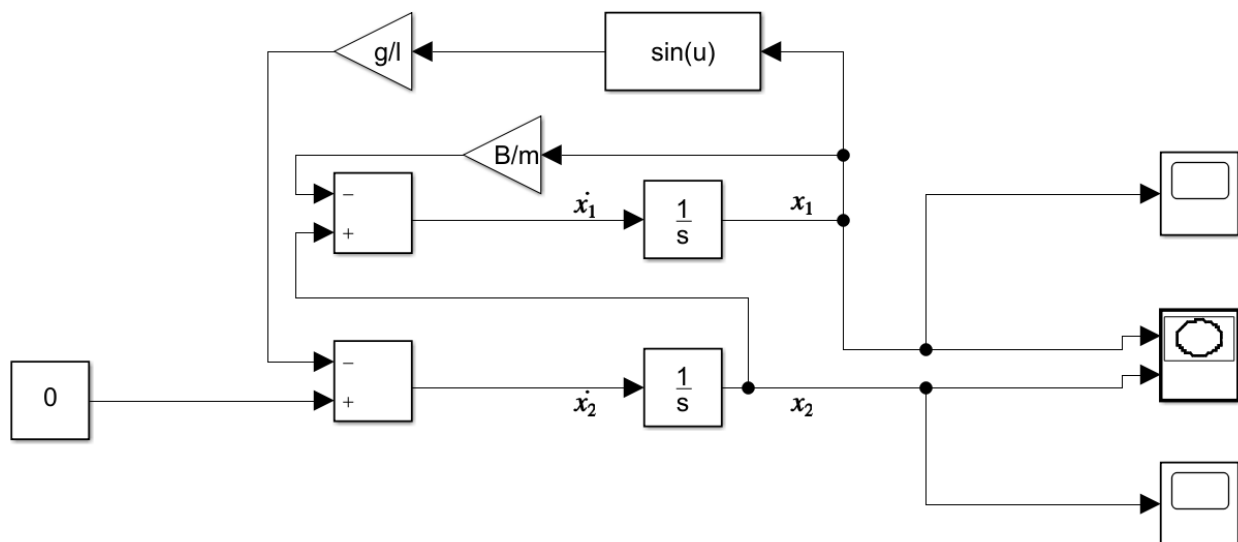 g/l
sin(u)
B/m
−
+
ẋ₁
1
s
x₁
−
+
ẋ₂
1
s
x₂
0